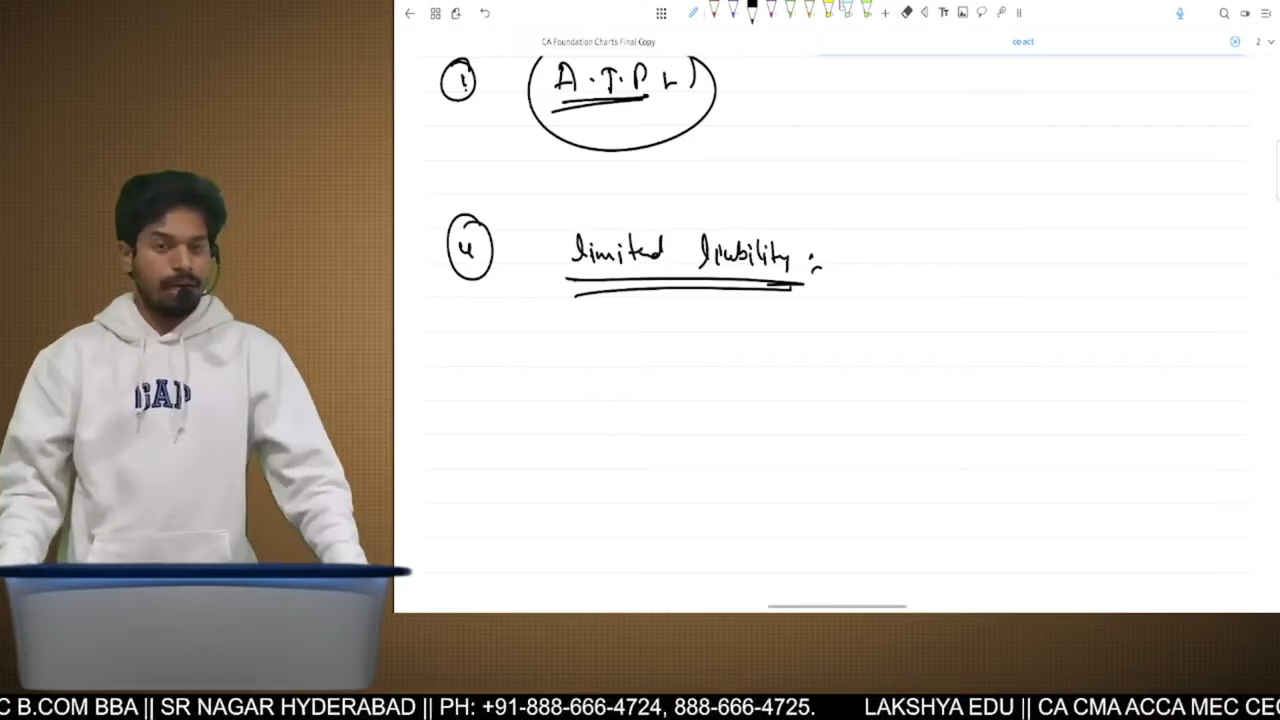 CA Foundation Charts Final Copy
co act
2
A.T.P
4 limited liability :-
GAP
C B.COM BBA || SR NAGAR HYDERABAD || PH: +91-888-666-4724, 888-666-4725. LAKSHYA EDU || CA CMA ACCA MEC CEC